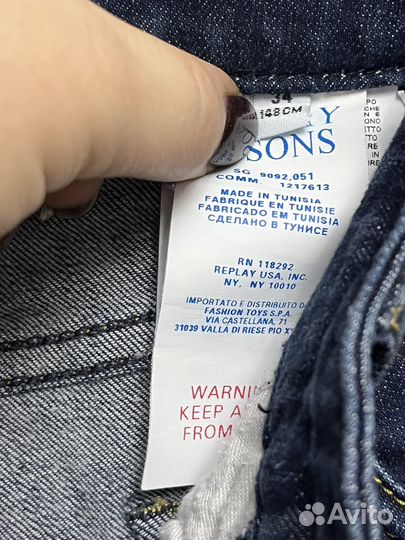 34
148 CM
SONS
SG 9092,051
COMM. 1217613
MADE IN TUNISIA
FABRIQUE EN TUNISIE
FABRICADO EM TUNISIA
СДЕЛАНО В ТУНИСЕ
RN 118292
REPLAY USA, INC.
NY, NY 10010
IMPORTATO E DISTRIBUITO DA
FASHION TOYS S.P.A.
VIA CASTELLANA, 71
31039 VALLA DI RIESE PIO X
WARNIN
KEEP A
FROM
Avito